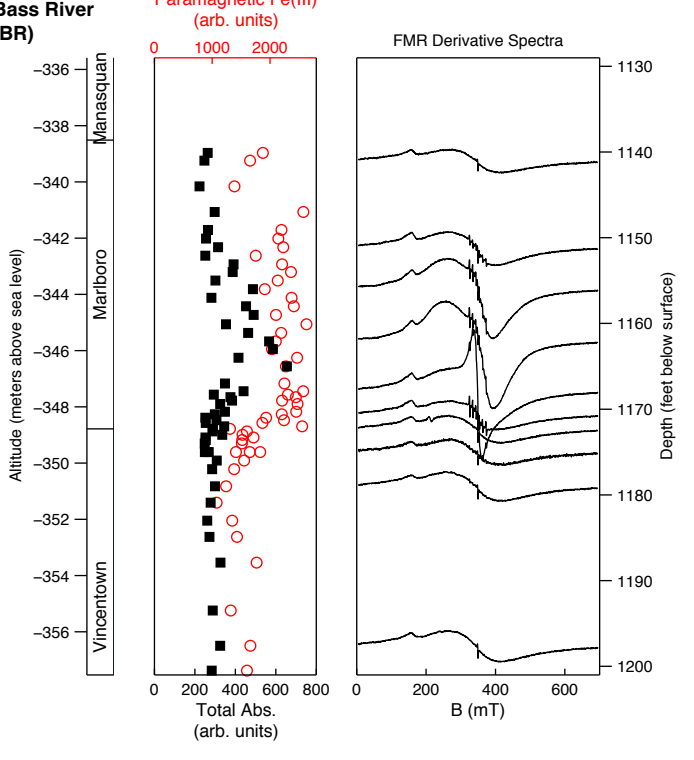 Bass River
BR)
Paramagnetic Fe(III)
(arb. units)
0 1000 2000
FMR Derivative Spectra
−336
−338
−340
−342
−344
−346
−348
−350
−352
−354
−356
Altitude (meters above sea level)
Manasquan
Marlboro
Vincentown
0 200 400 600 800
Total Abs.
(arb. units)
0 200 400 600
B (mT)
1130
1140
1150
1160
1170
1180
1190
1200
Depth (feet below surface)